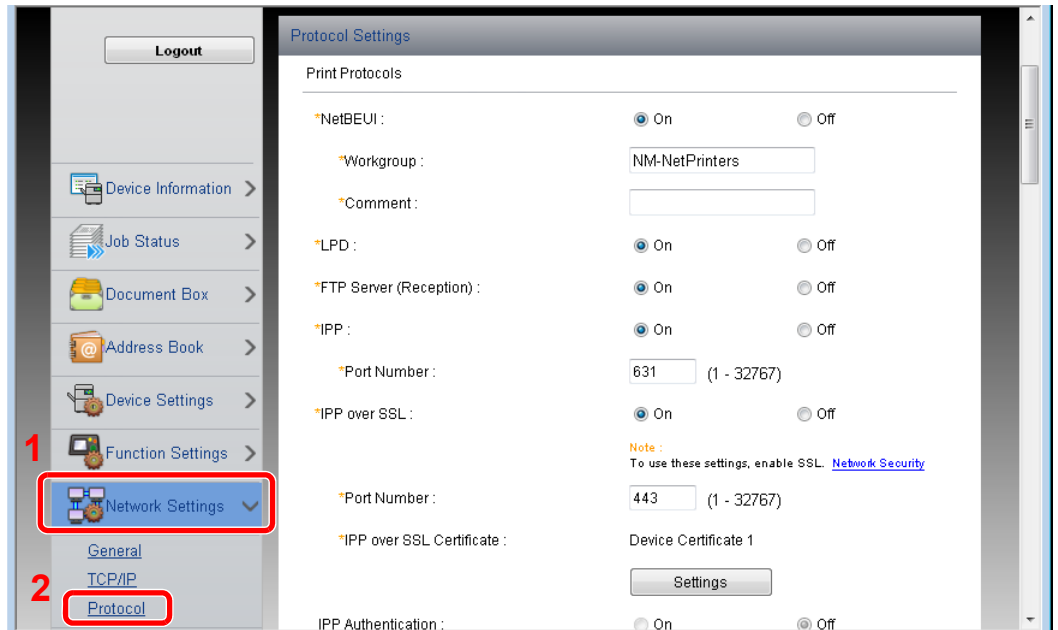 Logout
Device Information
Job Status
Document Box
Address Book
Device Settings
1
Function Settings
Network Settings
General
TCP/IP
2
Protocol
Protocol Settings
Print Protocols
*NetBEUI : On Off
*Workgroup : NM-NetPrinters
*Comment :
*LPD : On Off
*FTP Server (Reception) : On Off
*IPP : On Off
*Port Number : 631 (1 - 32767)
*IPP over SSL : On Off
Note :
To use these settings, enable SSL. Network Security
*Port Number : 443 (1 - 32767)
*IPP over SSL Certificate : Device Certificate 1
Settings
IPP Authentication : On Off